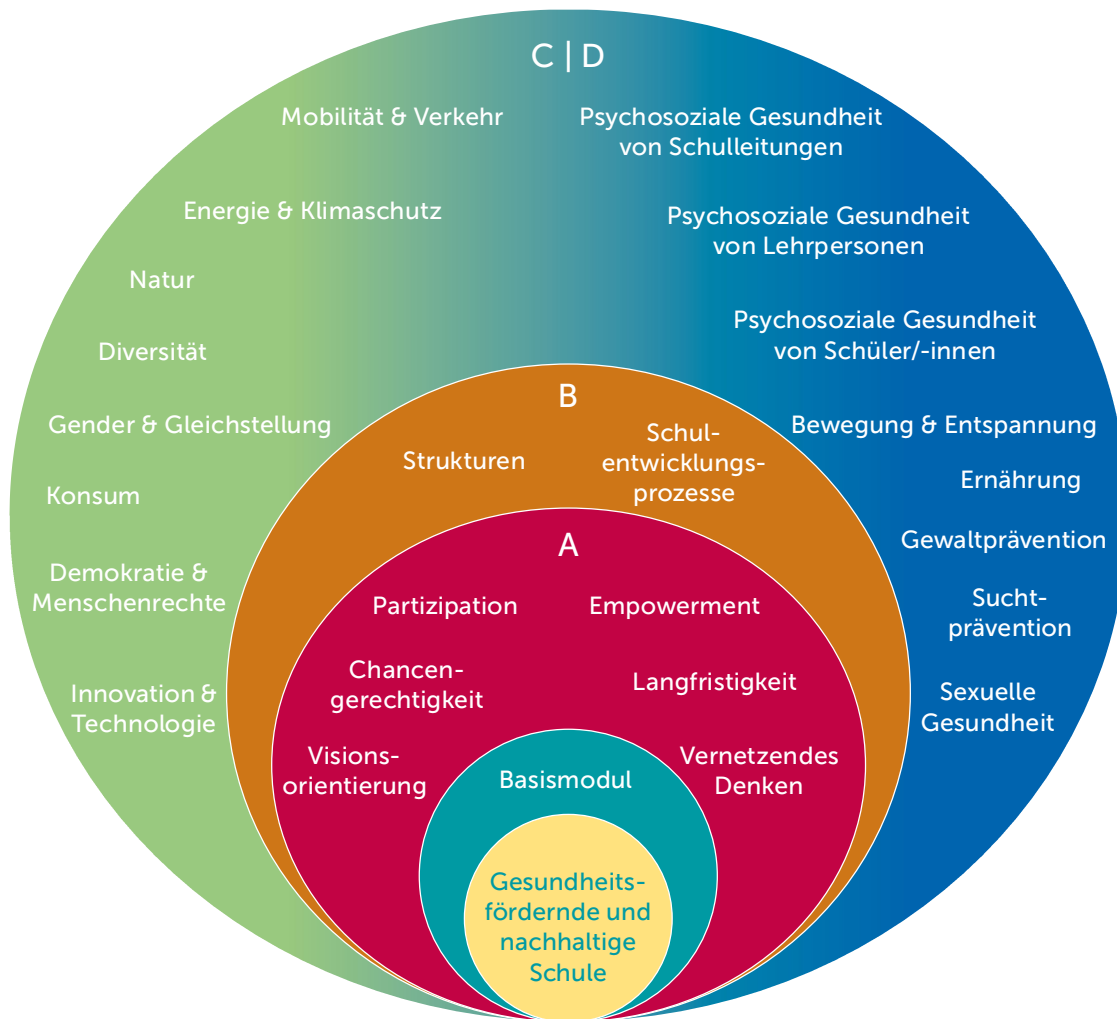 C | D
Mobilität & Verkehr
Energie & Klimaschutz
Natur
Diversität
Gender & Gleichstellung
Konsum
Demokratie &
Menschenrechte
Innovation &
Technologie
Psychosoziale Gesundheit
von Schulleitungen
Psychosoziale Gesundheit
von Lehrpersonen
Psychosoziale Gesundheit
von Schüler/-innen
Bewegung & Entspannung
Ernährung
Gewaltprävention
Sucht-
prävention
Sexuelle
Gesundheit
B
Strukturen
Schul-
entwicklungs-
prozesse
A
Partizipation
Empowerment
Chancen-
gerechtigkeit
Langfristigkeit
Visions-
orientierung
Vernetzendes
Denken
Basismodul
Gesundheits-
fördernde und
nachhaltige
Schule